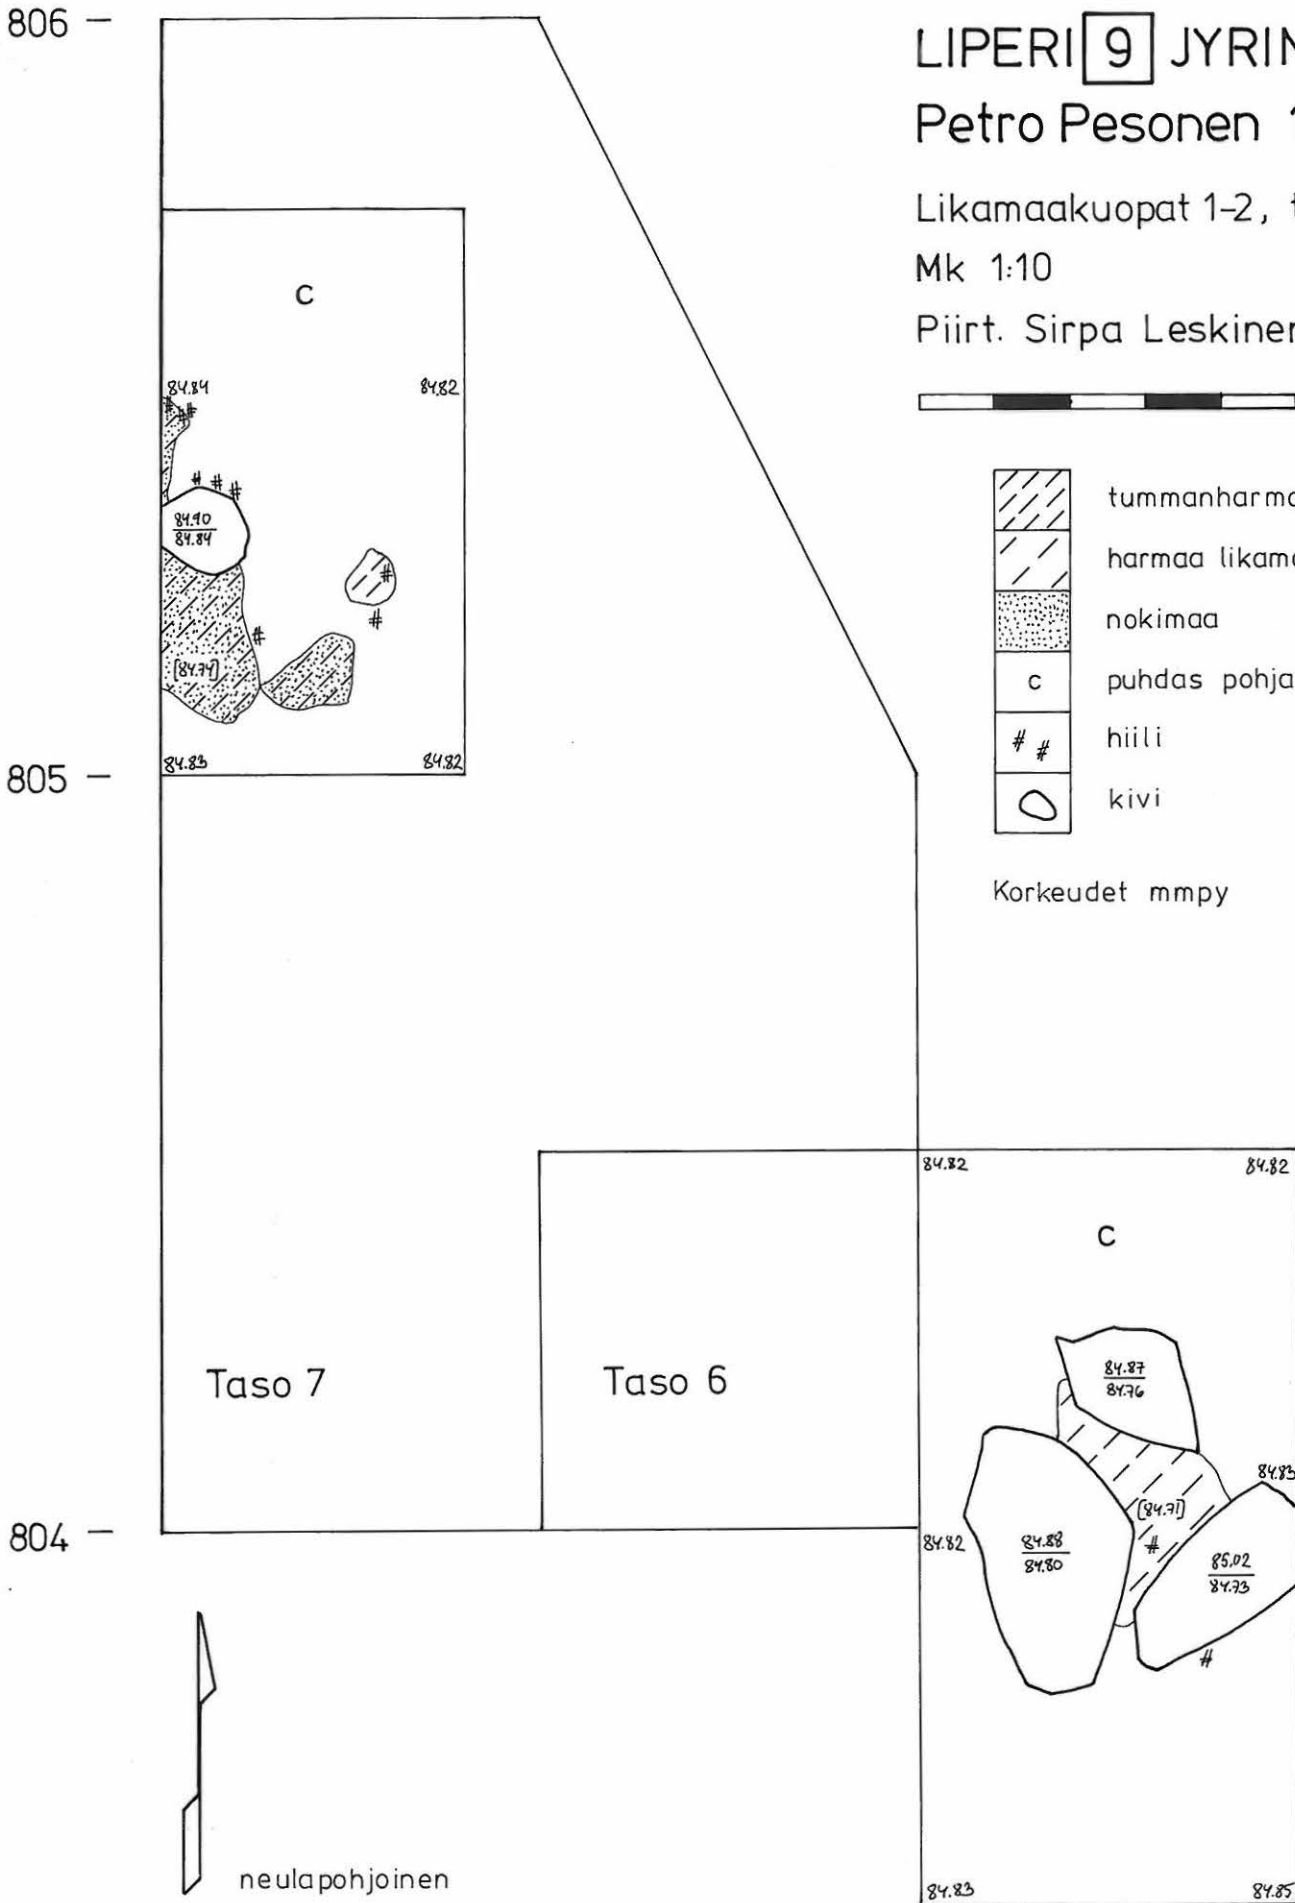 806
LIPERI 9 JYRIN
Petro Pesonen 1
Likamaakuopat 1-2, t
Mk 1:10
Piirt. Sirpa Leskinen
tummanharma
harmaa likama
nokimaa
c puhdas pohja
hiili
kivi
Korkeudet mmpy
c
84.84 84.82
84.90
84.84
[84.74]
84.83 84.82
805
84.82 84.82
c
84.87
84.76
Taso 7 Taso 6
84.83
[84.71]
804
84.82
84.88
84.80
85.02
84.73
neulapohjoinen
84.83 84.85